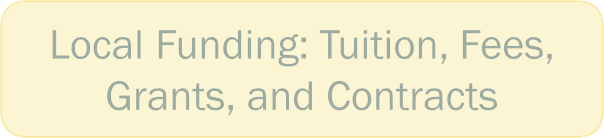 Local Funding: Tuition, Fees,
Grants, and Contracts